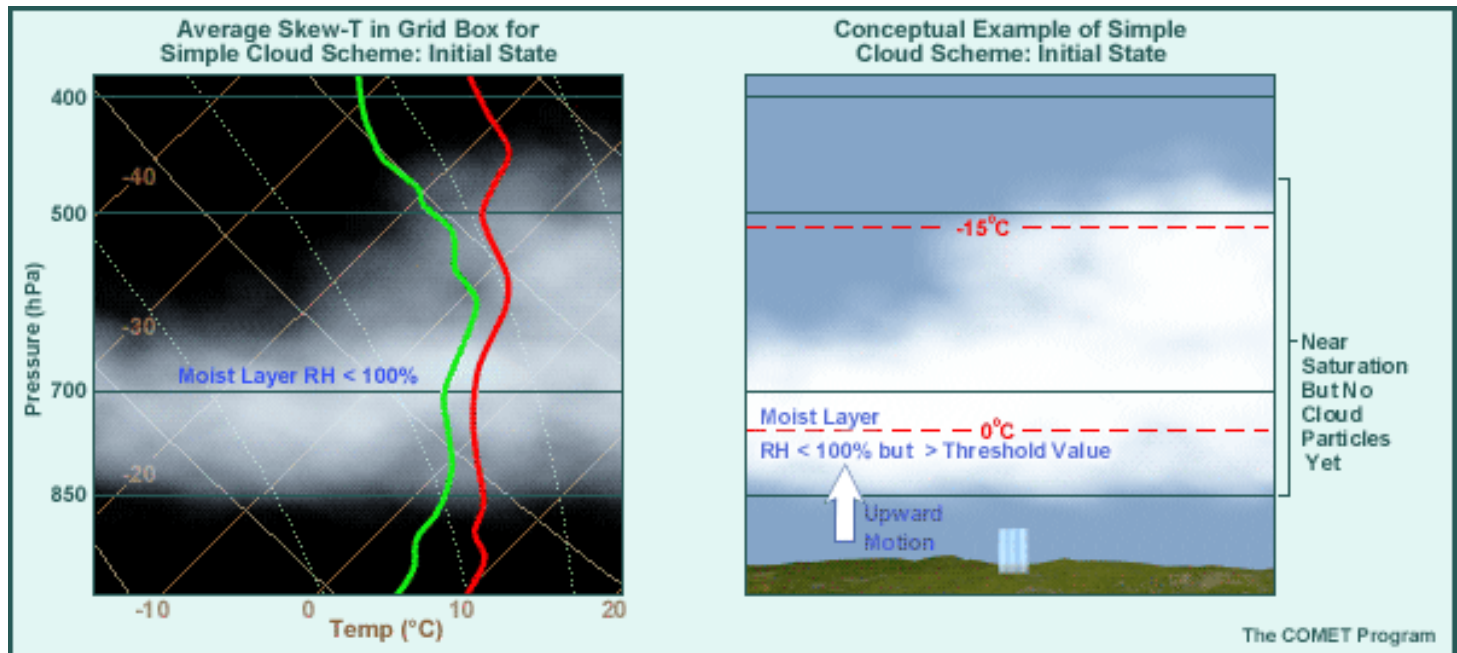 Average Skew-T in Grid Box for
Simple Cloud Scheme: Initial State
400
500
700
850
Pressure (hPa)
-40
-30
-20
Moist Layer RH < 100%
-10
0
10
20
Temp (°C)
Conceptual Example of Simple
Cloud Scheme: Initial State
-15°C
Moist Layer
0°C
RH < 100% but > Threshold Value
Upward
Motion
Near
Saturation
But No
Cloud
Particles
Yet
The COMET Program